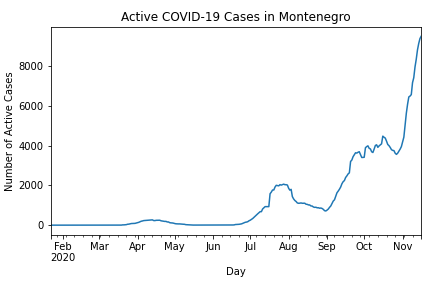 Active COVID-19 Cases in Montenegro
Number of Active Cases
8000
6000
4000
2000
0
Feb Mar Apr May Jun Jul Aug Sep Oct Nov
2020
Day